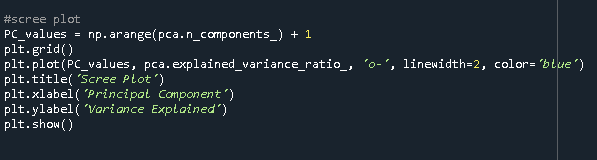 #scree plot
PC_values = np.arange(pca.n_components_) + 1
plt.grid()
plt.plot(PC_values, pca.explained_variance_ratio_, 'o-', linewidth=2, color='blue')
plt.title('Scree Plot')
plt.xlabel('Principal Component')
plt.ylabel('Variance Explained')
plt.show()